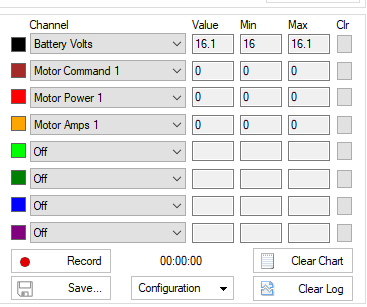 Channel Value Min Max Clr
Battery Volts 16.1 16 16.1
Motor Command 1 0 0 0
Motor Power 1 0 0 0
Motor Amps 1 0 0 0
Off
Off
Off
Off
Record 00:00:00 Clear Chart
Save... Configuration Clear Log